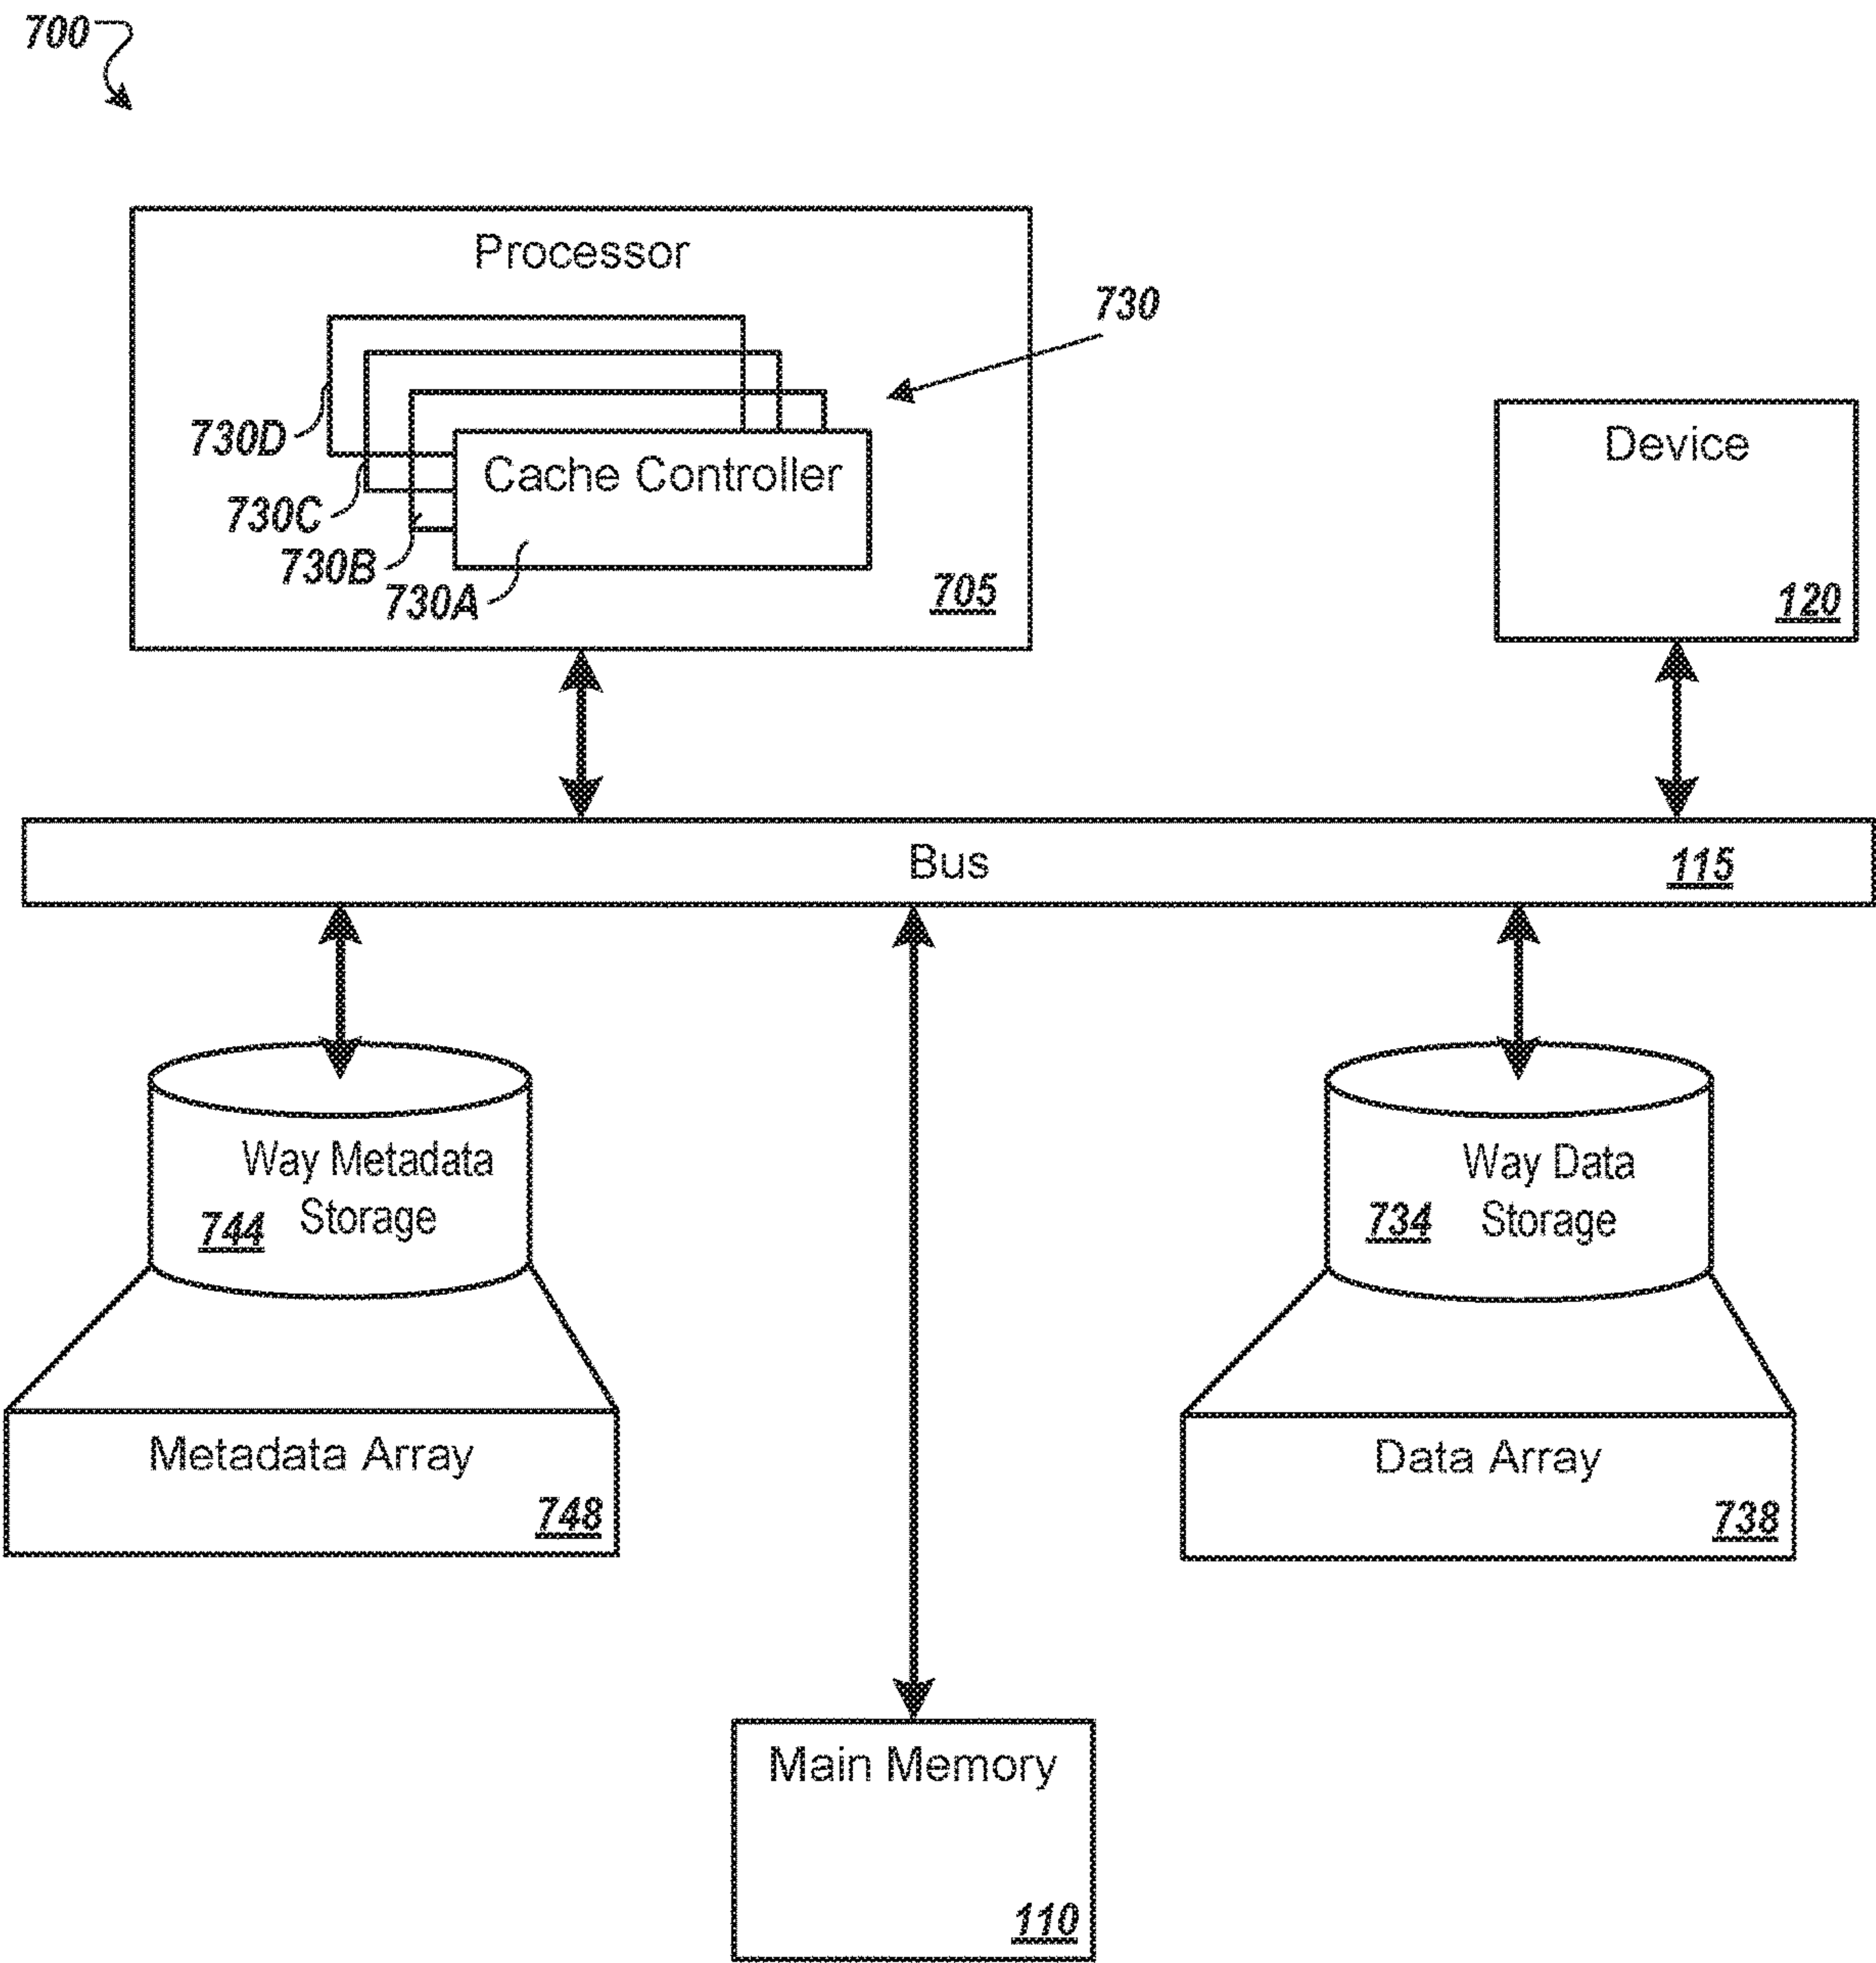 700
Processor
730
730D
Cache Controller
730C
730B
730A
705
Device
120
Bus
115
Way Metadata
Storage
744
Way Data
Storage
734
Metadata Array
748
Data Array
738
Main Memory
110